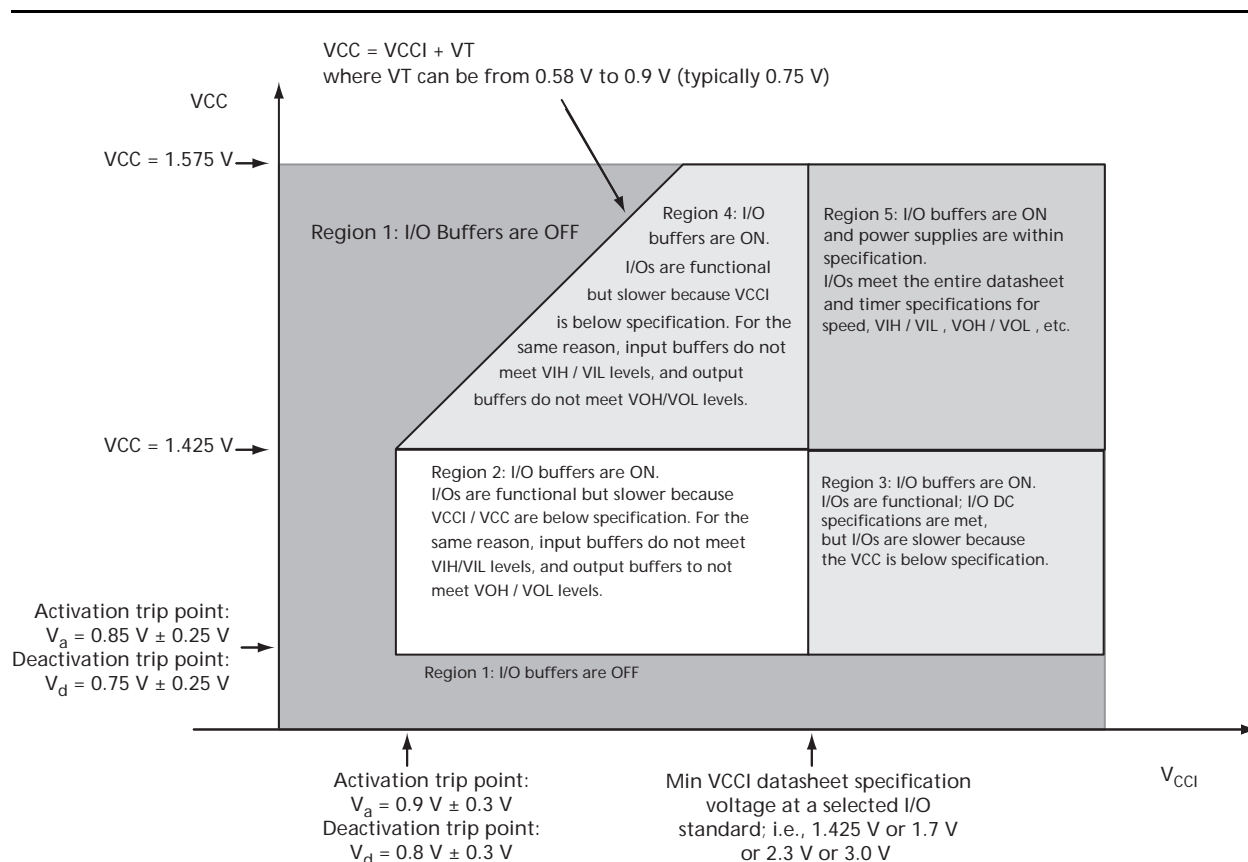 VCC = VCCI + VT
where VT can be from 0.58 V to 0.9 V (typically 0.75 V)
VCC
VCC = 1.575 V
Region 1: I/O Buffers are OFF
Region 4: I/O
buffers are ON.
I/Os are functional
but slower because VCCI
is below specification. For the
same reason, input buffers do not
meet VIH / VIL levels, and output
buffers do not meet VOH/VOL levels.
Region 5: I/O buffers are ON
and power supplies are within
specification.
I/Os meet the entire datasheet
and timer specifications for
speed, VIH / VIL , VOH / VOL , etc.
VCC = 1.425 V
Region 2: I/O buffers are ON.
I/Os are functional but slower because
VCCI / VCC are below specification. For the
same reason, input buffers do not meet
VIH/VIL levels, and output buffers to not
meet VOH / VOL levels.
Region 3: I/O buffers are ON.
I/Os are functional; I/O DC
specifications are met,
but I/Os are slower because
the VCC is below specification.
Activation trip point:
Va = 0.85 V ± 0.25 V
Deactivation trip point:
Vd = 0.75 V ± 0.25 V
Region 1: I/O buffers are OFF
Activation trip point:
Va = 0.9 V ± 0.3 V
Deactivation trip point:
Vd = 0.8 V ± 0.3 V
Min VCCI datasheet specification
voltage at a selected I/O
standard; i.e., 1.425 V or 1.7 V
or 2.3 V or 3.0 V
VCCI